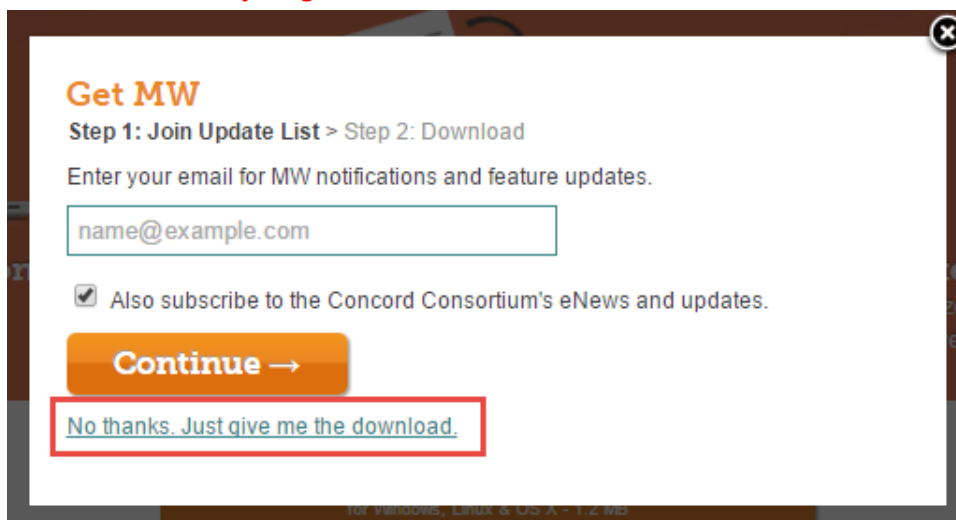 Get MW
Step 1: Join Update List > Step 2: Download
Enter your email for MW notifications and feature updates.
name@example.com
Also subscribe to the Concord Consortium's eNews and updates.
Continue →
No thanks. Just give me the download.
for Windows, Linux & OS X - 1.2 MB